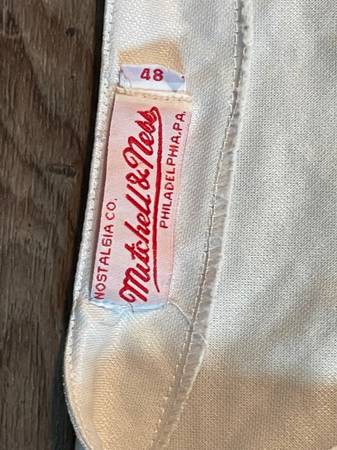 48
NOSTALGIA CO.
Mitchell & Ness
PHILADELPHIA, PA.